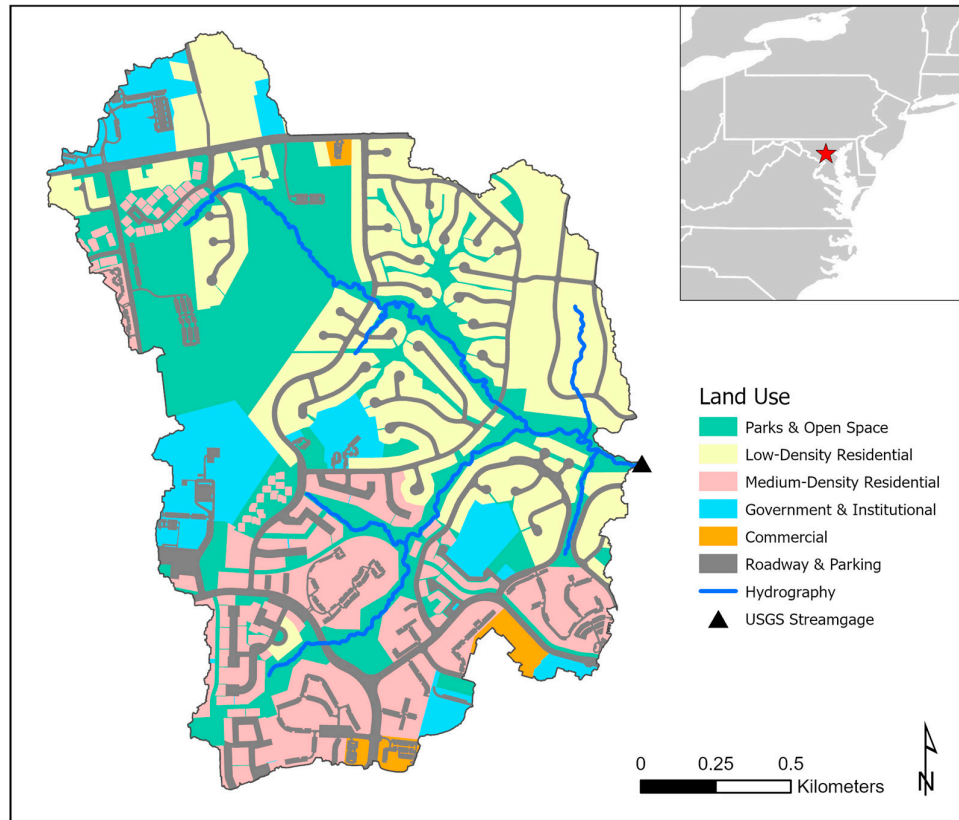 Land Use
Parks & Open Space
Low-Density Residential
Medium-Density Residential
Government & Institutional
Commercial
Roadway & Parking
Hydrography
USGS Streamgage
0 0.25 0.5
Kilometers
N